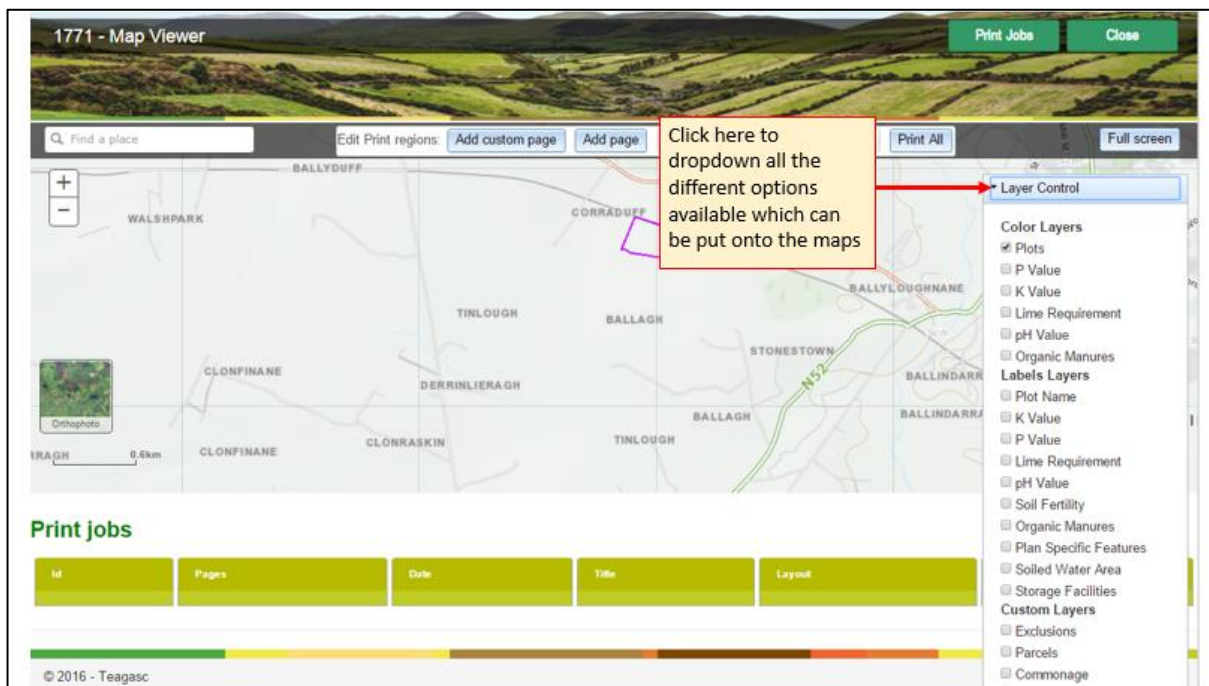 1771 - Map Viewer
Print Jobs
Close
Find a place
Edit Print regions:
Add custom page
Add page
Print All
Full screen
Click here to
dropdown all the
different options
available which can
be put onto the maps
Layer Control
Color Layers
Plots
P Value
K Value
Lime Requirement
pH Value
Organic Manures
Labels Layers
Plot Name
K Value
P Value
Lime Requirement
pH Value
Soil Fertility
Organic Manures
Plan Specific Features
Soiled Water Area
Storage Facilities
Custom Layers
Exclusions
Parcels
Commonage
+
−
BALLYDUFF
WALSHPARK
CORRADUFF
BALLYLOUGHNANE
TINLOUGH
BALLAGH
STONESTOWN
N52
CLONFINANE
DERRINLIERAGH
BALLINDARR
Orthophoto
BALLAGH
BALLINDARRA
CLONRASKIN
TINLOUGH
RRAGH
0.6km
CLONFINANE
Print jobs
Id
Pages
Date
Title
Layout
© 2016 - Teagasc